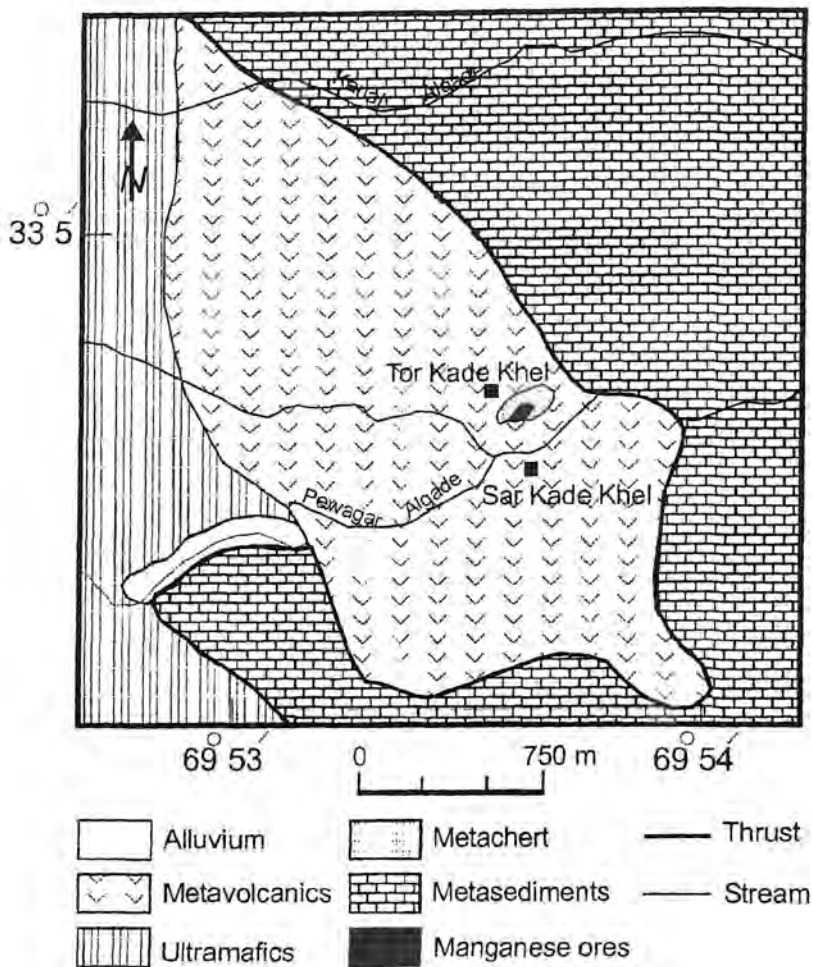 Algade
N
33° 5′
Tor Kade Khel
Pewagar Algade
Sar Kade Khel
69° 53′
0
750 m
69° 54′
Alluvium
Metachert
Thrust
Metavolcanics
Metasediments
Stream
Ultramafics
Manganese ores